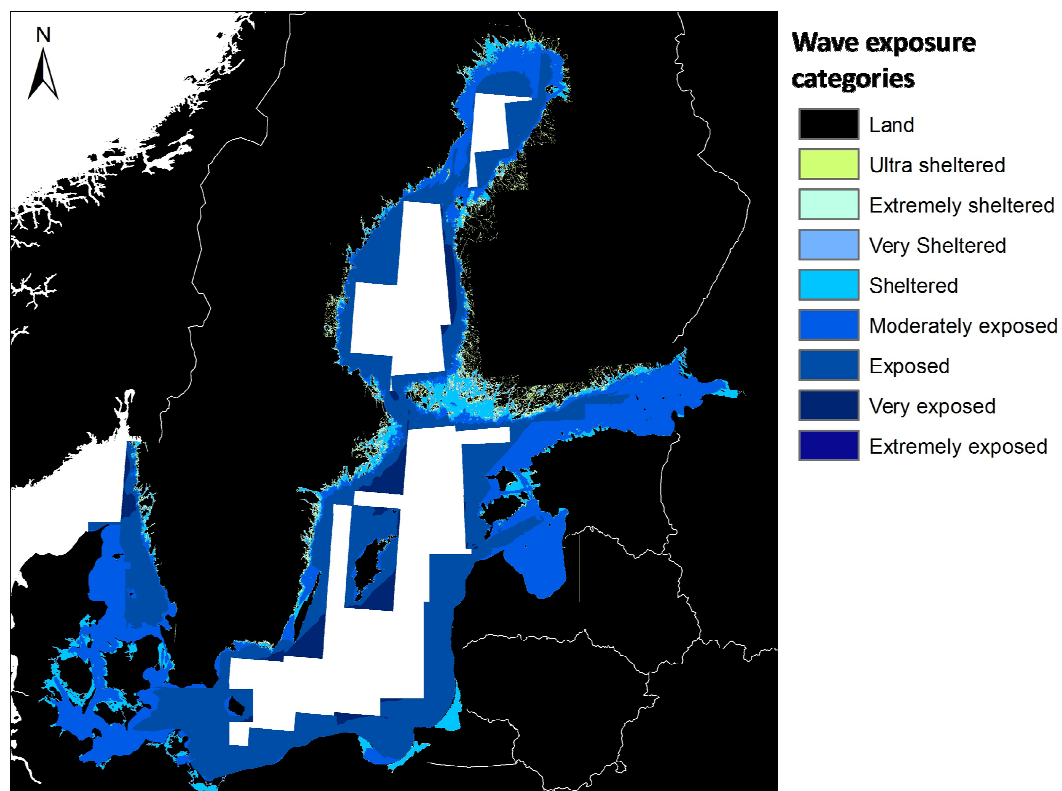 N
Wave exposure
categories
Land
Ultra sheltered
Extremely sheltered
Very Sheltered
Sheltered
Moderately exposed
Exposed
Very exposed
Extremely exposed